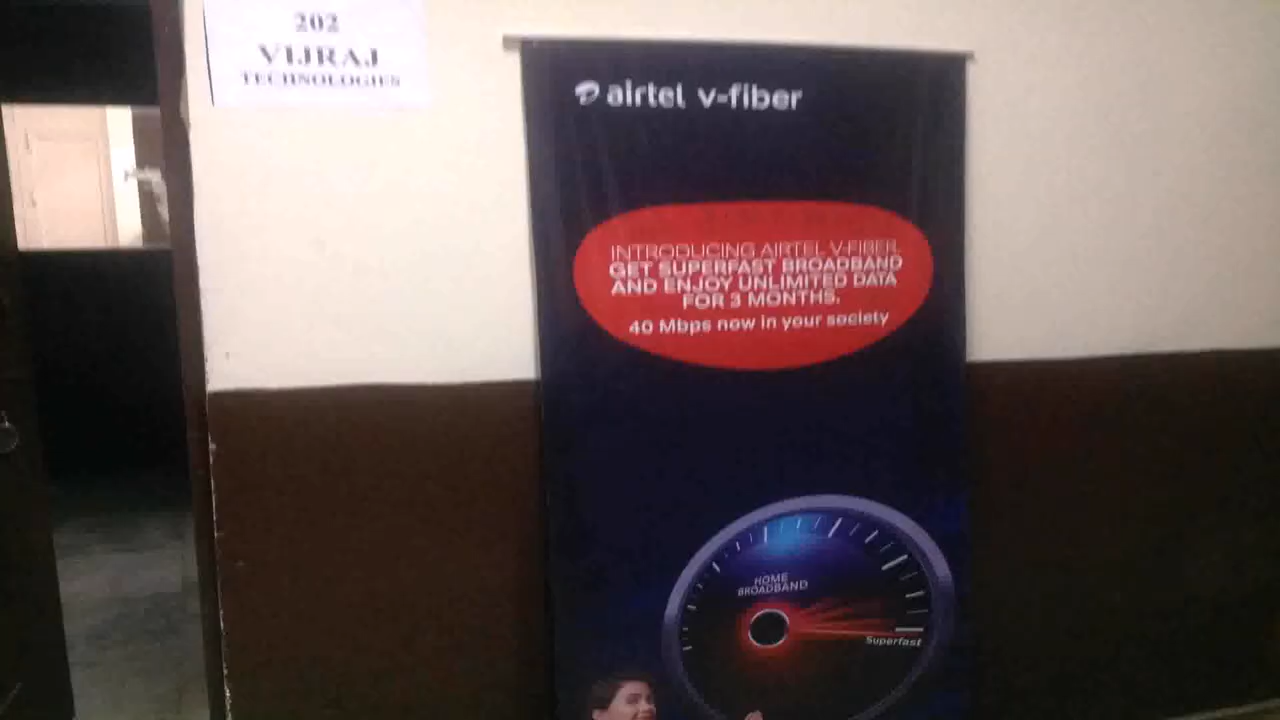 202
VIJRAJ
TECHNOLOGIES
airtel v-fiber
INTRODUCING AIRTEL V-FIBER.
GET SUPERFAST BROADBAND
AND ENJOY UNLIMITED DATA
FOR 3 MONTHS.
40 Mbps now in your society
HOME
BROADBAND
Superfast